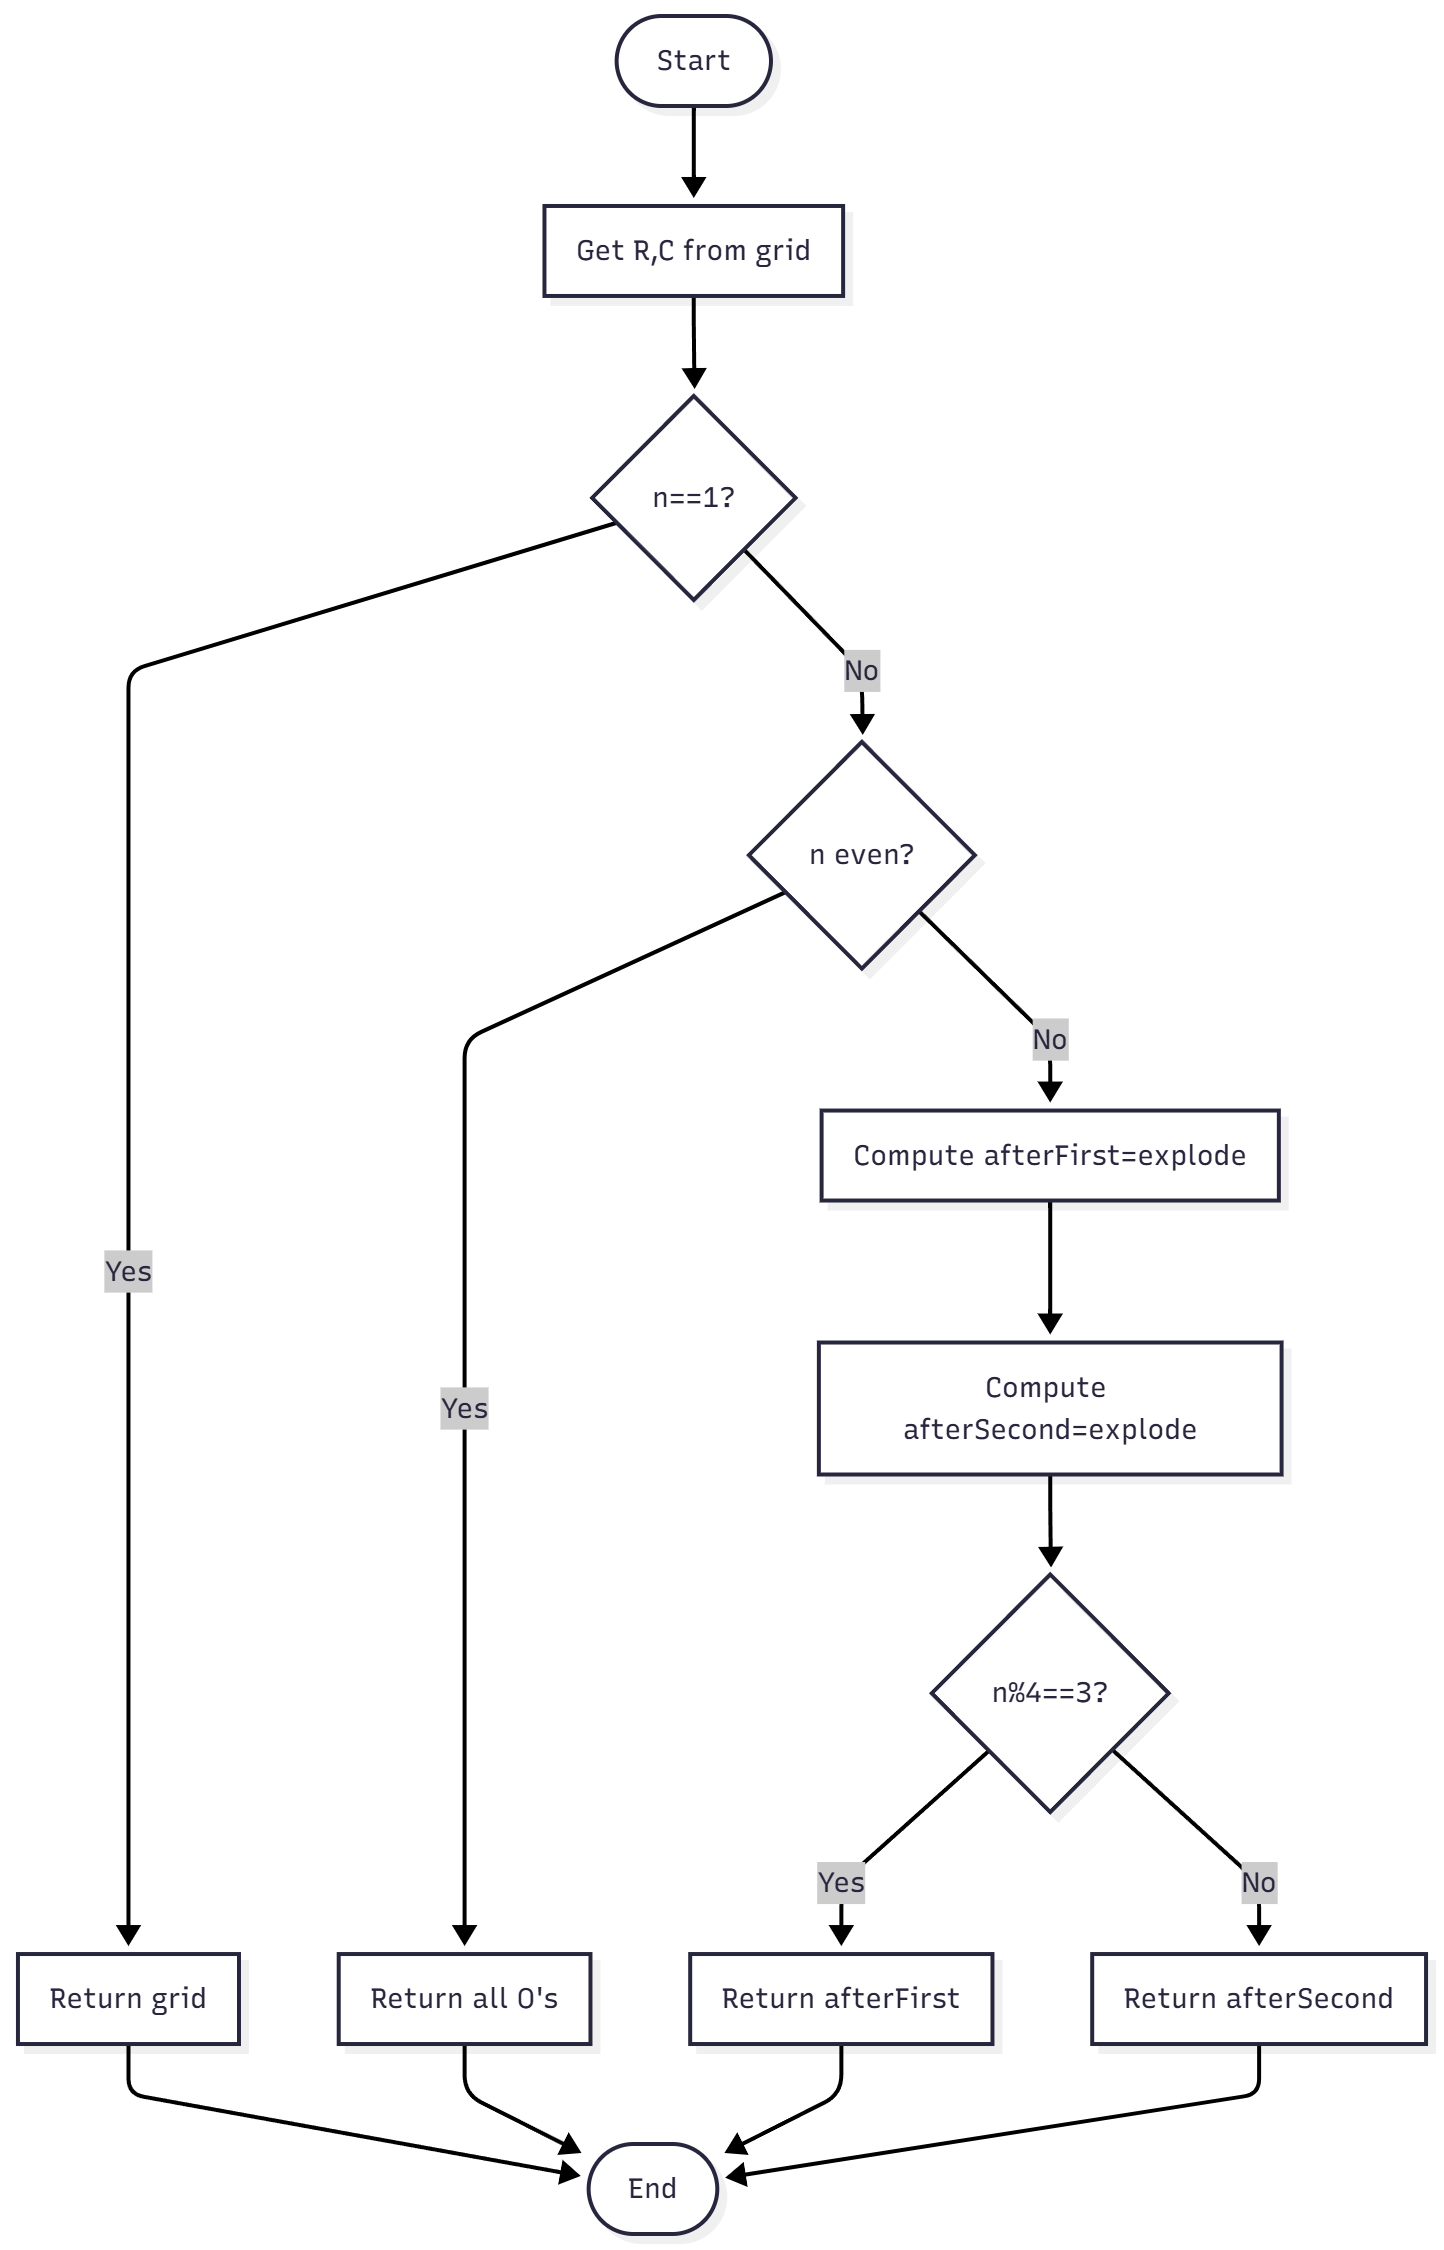 Start
Get R,C from grid
n==1?
No
n even?
No
Compute afterFirst=explode
Yes
Compute
afterSecond=explode
Yes
n%4==3?
Yes
No
Return grid
Return all O's
Return afterFirst
Return afterSecond
End